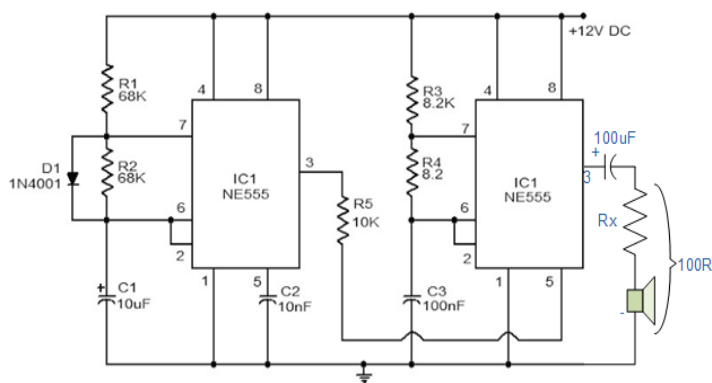 +12V DC
R1
68K
4
8
7
D1
1N4001
R2
68K
IC1
NE555
3
6
2
R5
10K
1
5
C1
+
10uF
C2
10nF
R3
8.2K
4
8
7
R4
8.2
IC1
NE555
3
6
2
1
5
C3
100nF
100uF
+
Rx
100R
-